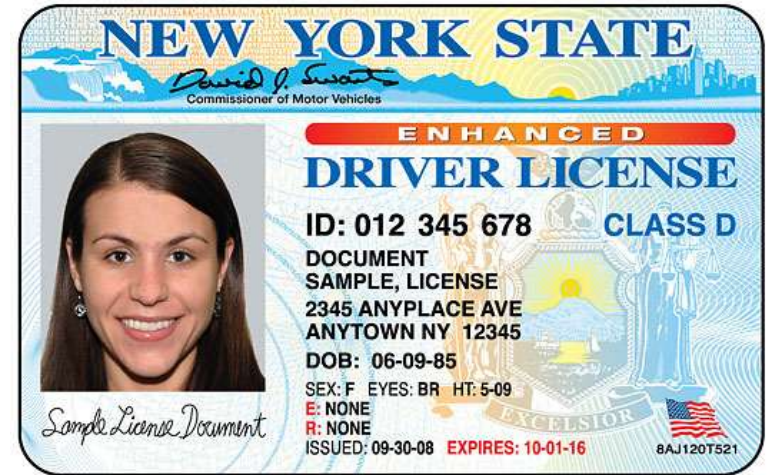 NEW YORK STATE
David J. Swarts
Commissioner of Motor Vehicles
ENHANCED
DRIVER LICENSE
ID: 012 345 678 CLASS D
DOCUMENT
SAMPLE, LICENSE
2345 ANYPLACE AVE
ANYTOWN NY 12345
DOB: 06-09-85
SEX: F EYES: BR HT: 5-09
E: NONE
R: NONE
ISSUED: 09-30-08 EXPIRES: 10-01-16
EXCELSIOR
8AJ120T521
Sample License Document